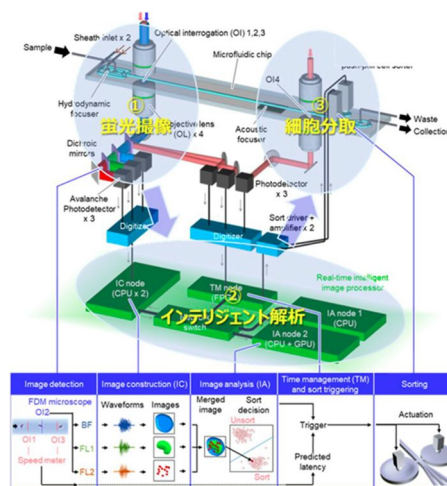 Sheath inlet x 2
Optical interrogation (OI) 1,2,3
Sample
Microfluidic chip
OI4
push-pull cell sorter
Hydrodynamic
focuser
①
蛍光撮像
Objective lens
(OL) x 4
Acoustic
focuser
③
細胞分取
Waste
Collection
Dichroic
mirrors
Avalanche
Photodetector
x 3
Photodetector
x 3
Sort driver +
amplifier x 2
Digitizer
Digitizer
Real-time intelligent
image processor
IC node
(CPU x 2)
TM node
IA node 1
(CPU)
②
インテリジェント解析
switch
IA node 2
(CPU + GPU)
Image detection
Image construction (IC)
Image analysis (IA)
Time management (TM)
and sort triggering
Sorting
FDM microscope
OI2
OI1
OI3
Speed meter
BF
FL1
FL2
Waveforms
Images
Merged
image
Sort
decision
Unsort
Sort
Trigger
Predicted
latency
Actuation